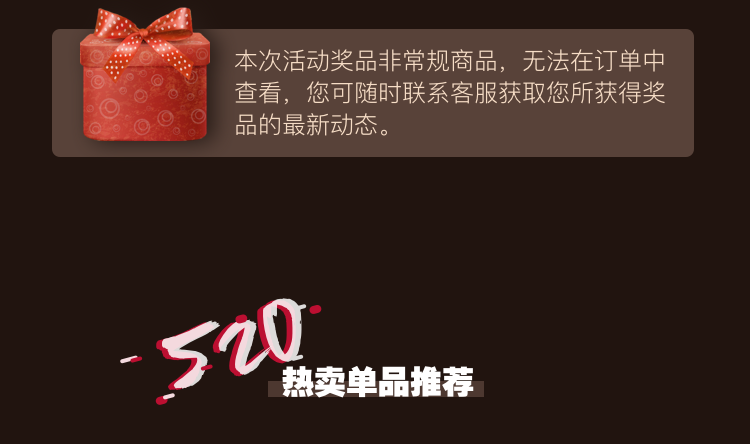 本次活动奖品非常规商品，无法在订单中
查看，您可随时联系客服获取您所获得奖
品的最新动态。
520
热卖单品推荐